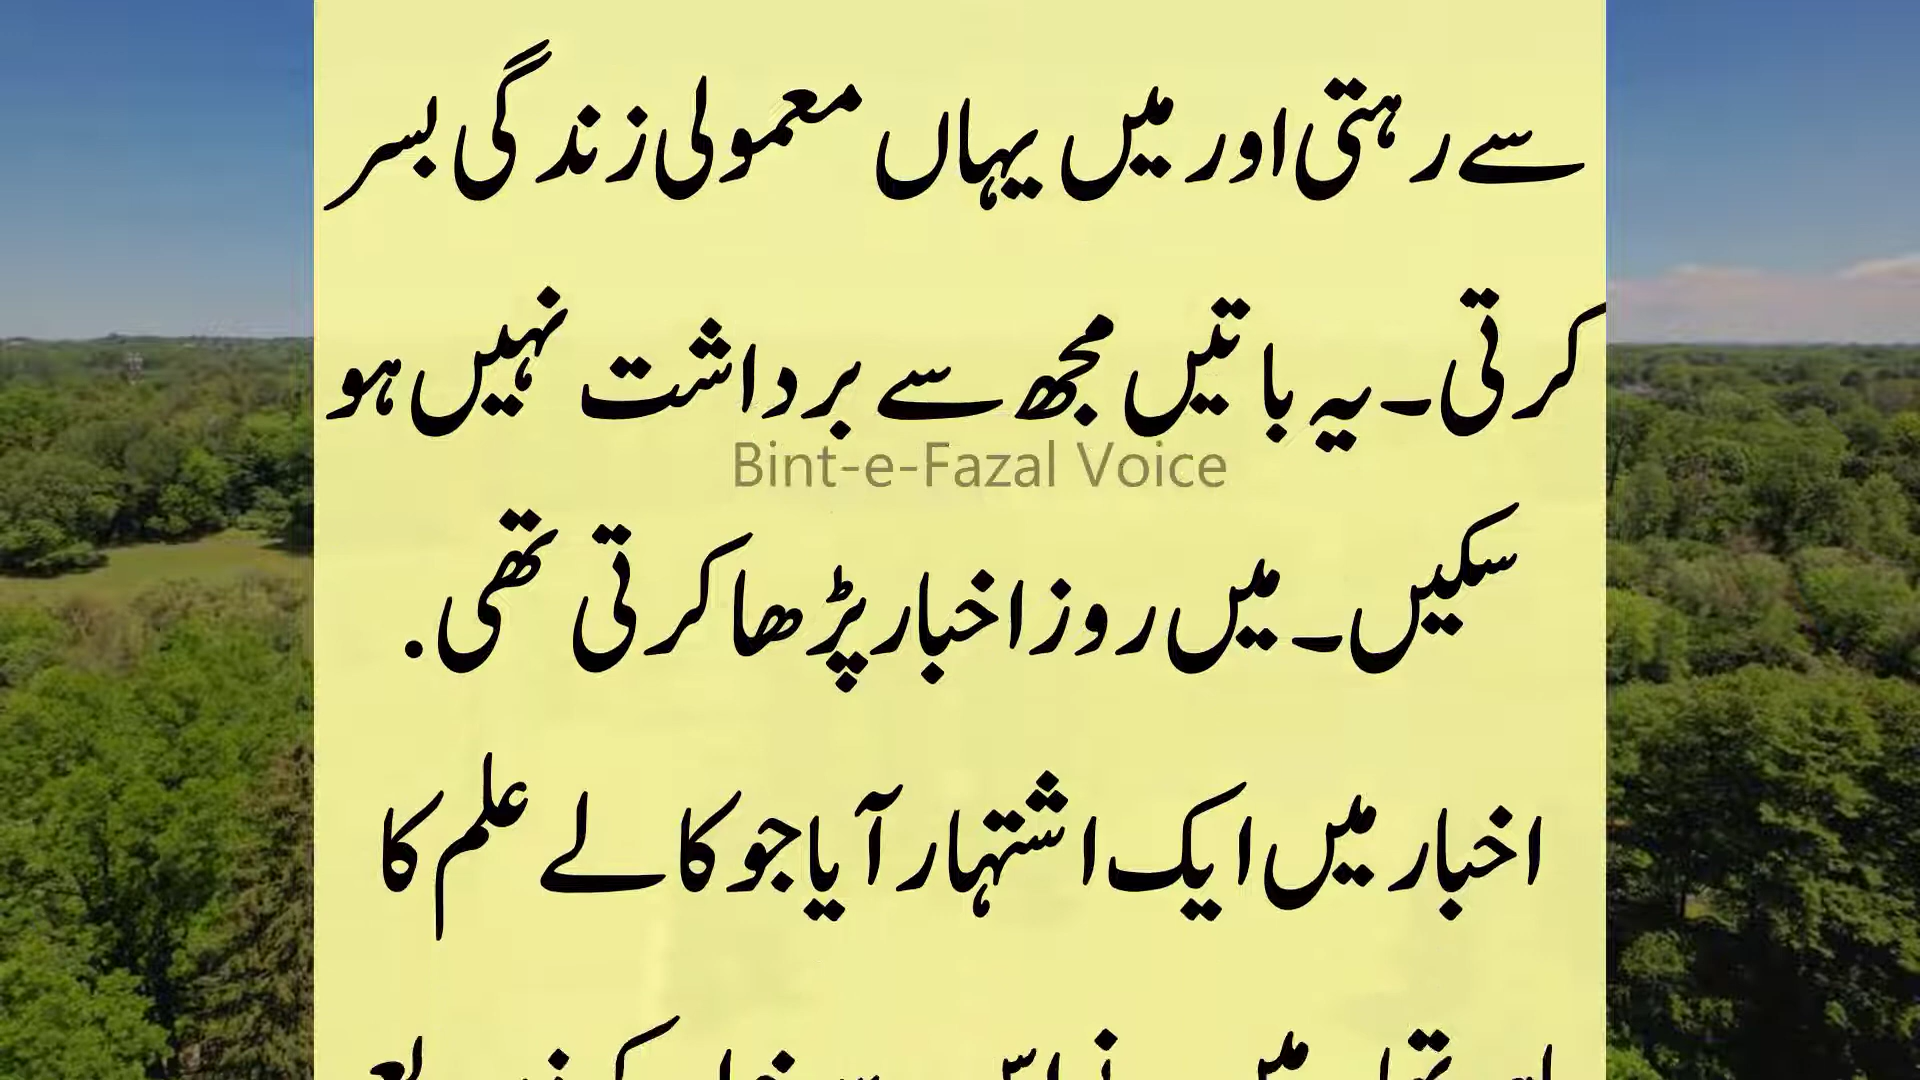 سے رہتی اور میں یہاں معمولی زندگی بسر
کرتی۔ یہ باتیں مجھ سے برداشت نہیں ہو
Bint-e-Fazal Voice
سکیں۔ میں روز اخبار پڑھا کرتی تھی.
اخبار میں ایک اشتہار آیا جو کالے علم کا